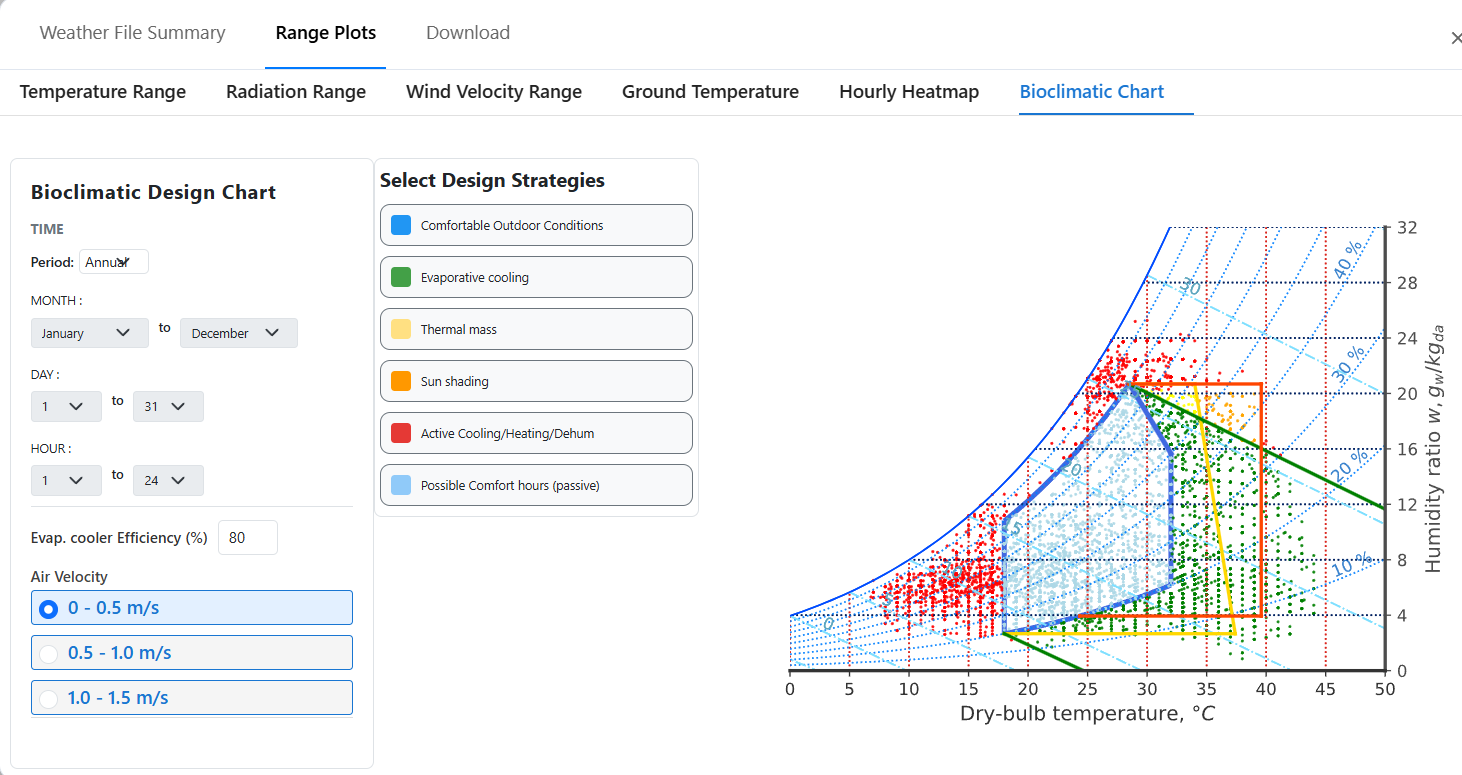 Weather File Summary
Range Plots
Download
×
Temperature Range
Radiation Range
Wind Velocity Range
Ground Temperature
Hourly Heatmap
Bioclimatic Chart
Bioclimatic Design Chart
TIME
Period: Annual
MONTH :
January to December
DAY :
1 to 31
HOUR :
1 to 24
Evap. cooler Efficiency (%) 80
Air Velocity
0 - 0.5 m/s
0.5 - 1.0 m/s
1.0 - 1.5 m/s
Select Design Strategies
Comfortable Outdoor Conditions
Evaporative cooling
Thermal mass
Sun shading
Active Cooling/Heating/Dehum
Possible Comfort hours (passive)
40 %
30 %
20 %
10 %
30
0
32
28
24
20
16
12
8
4
0
Humidity ratio w, g_w/kg_da
0 5 10 15 20 25 30 35 40 45 50
Dry-bulb temperature, °C